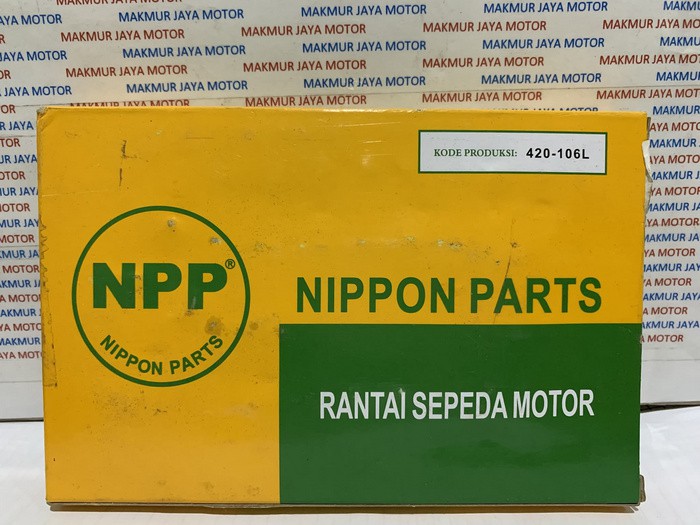 MAKMUR JAYA MOTOR
KODE PRODUKSI: 420-106L
NPP®
NIPPON PARTS
NIPPON PARTS
RANTAI SEPEDA MOTOR